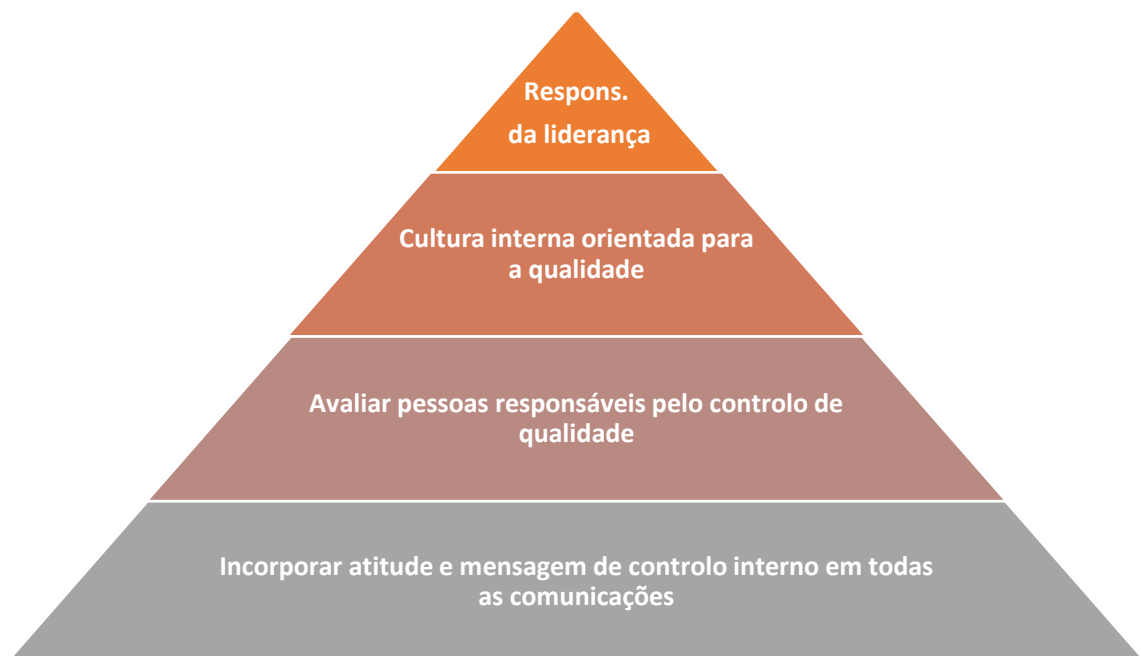 Respons.
da liderança
Cultura interna orientada para
a qualidade
Avaliar pessoas responsáveis pelo controlo de
qualidade
Incorporar atitude e mensagem de controlo interno em todas
as comunicações